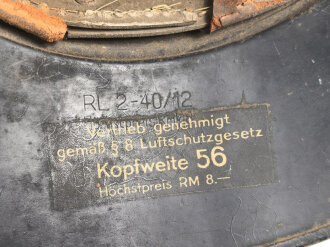 RL 2-40/12
Vertrieb genehmigt
gemäß § 8 Luftschutzgesetz
Kopfweite 56
Höchstpreis RM 8.—